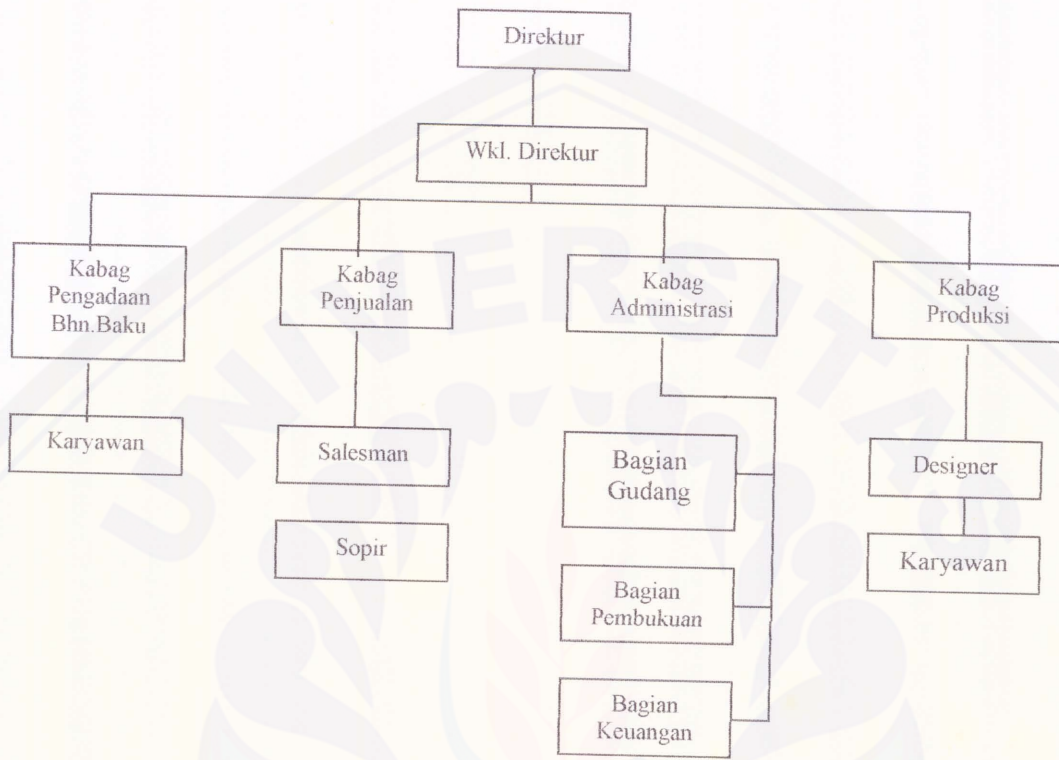 Direktur
Wkl. Direktur
Kabag
Pengadaan
Bhn.Baku
Kabag
Penjualan
Kabag
Administrasi
Kabag
Produksi
Karyawan
Salesman
Sopir
Bagian
Gudang
Bagian
Pembukuan
Bagian
Keuangan
Designer
Karyawan
UNIVERSITAS